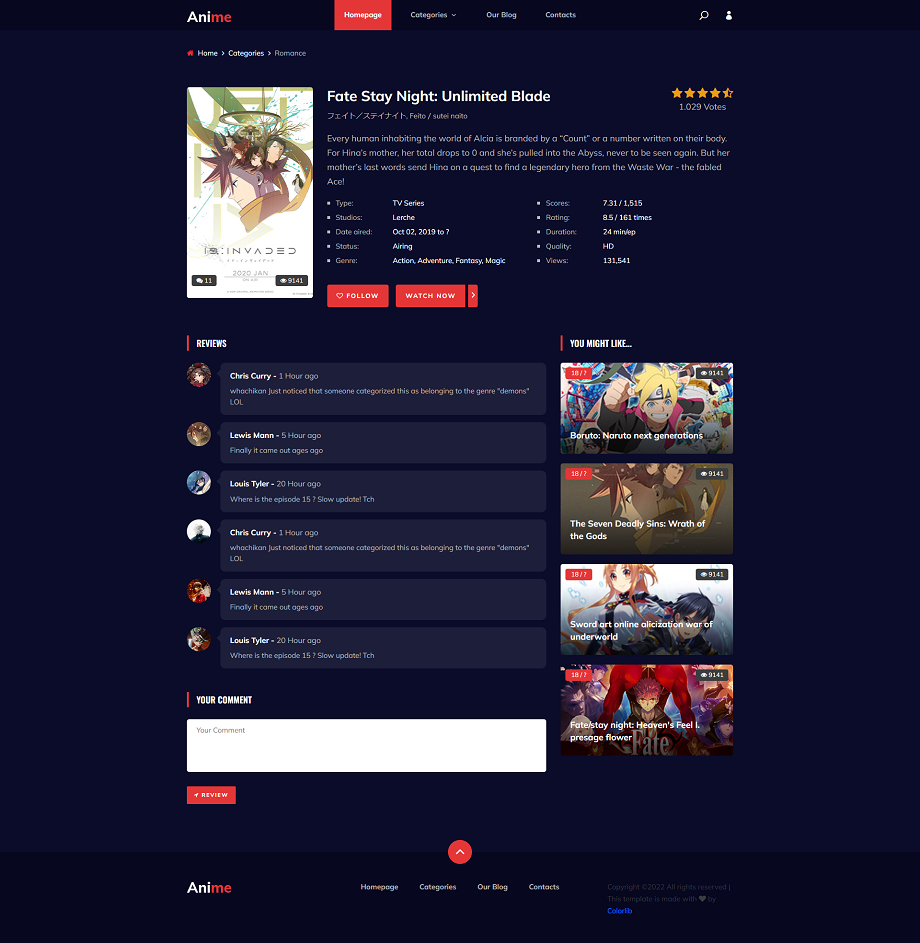 Anime
Homepage
Categories
Our Blog
Contacts
Home
Categories
Romance
Fate Stay Night: Unlimited Blade
1.029 Votes
フェイト／ステイナイト, Feito / sutei naito
Every human inhabiting the world of Alcia is branded by a “Count” or a number written on their body.
For Hina’s mother, her total drops to 0 and she’s pulled into the Abyss, never to be seen again. But her
mother’s last words send Hina on a quest to find a legendary hero from the Waste War - the fabled
Ace!
Type: TV Series
Studios: Lerche
Date aired: Oct 02, 2019 to ?
Status: Airing
Genre: Action, Adventure, Fantasy, Magic
Scores: 7.31 / 1,515
Rating: 8.5 / 161 times
Duration: 24 min/ep
Quality: HD
Views: 131,541
INVADED
2020 JAN
ON AIR
11
9141
FOLLOW
WATCH NOW
REVIEWS
Chris Curry - 1 Hour ago
whachikan Just noticed that someone categorized this as belonging to the genre "demons"
LOL
Lewis Mann - 5 Hour ago
Finally it came out ages ago
Louis Tyler - 20 Hour ago
Where is the episode 15 ? Slow update! Tch
Chris Curry - 1 Hour ago
whachikan Just noticed that someone categorized this as belonging to the genre "demons"
LOL
Lewis Mann - 5 Hour ago
Finally it came out ages ago
Louis Tyler - 20 Hour ago
Where is the episode 15 ? Slow update! Tch
YOUR COMMENT
Your Comment
REVIEW
YOU MIGHT LIKE...
18 / ?
9141
Boruto: Naruto next generations
18 / ?
9141
The Seven Deadly Sins: Wrath of
the Gods
18 / ?
9141
Sword art online alicization war of
underworld
18 / ?
9141
Fate/stay night: Heaven's Feel I.
presage flower
Fate
Anime
Homepage
Categories
Our Blog
Contacts
Copyright ©2022 All rights reserved |
This template is made with ♥ by
Colorlib